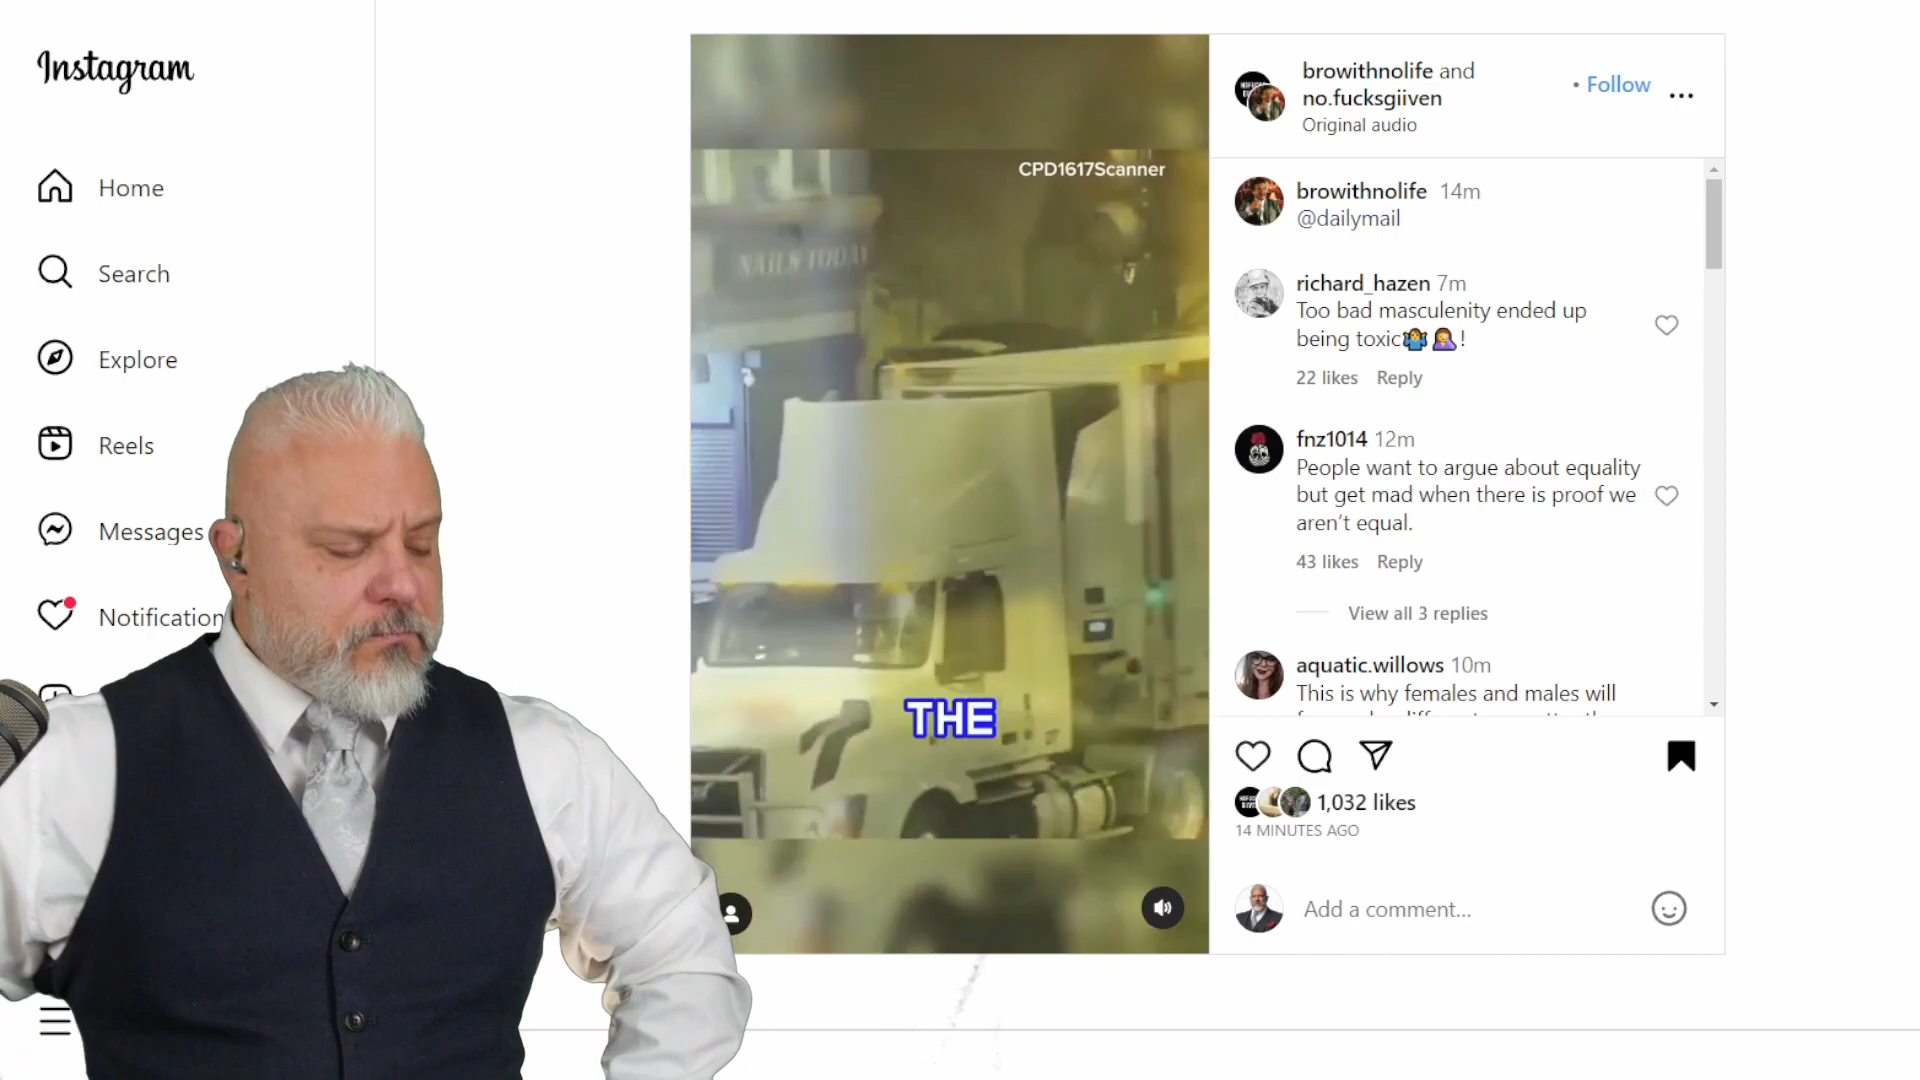 Instagram
Home
Search
Explore
Reels
Messages
Notification
CPD1617Scanner
NAILS TODAY
THE
browithnolife and
no.fucksgiiven
Original audio
• Follow
browithnolife 14m
@dailymail
richard_hazen 7m
Too bad masculenity ended up
being toxic🤷‍♂️🤦‍♀️!
22 likes Reply
fnz1014 12m
People want to argue about equality
but get mad when there is proof we
aren’t equal.
43 likes Reply
View all 3 replies
aquatic.willows 10m
This is why females and males will
1,032 likes
14 MINUTES AGO
Add a comment...